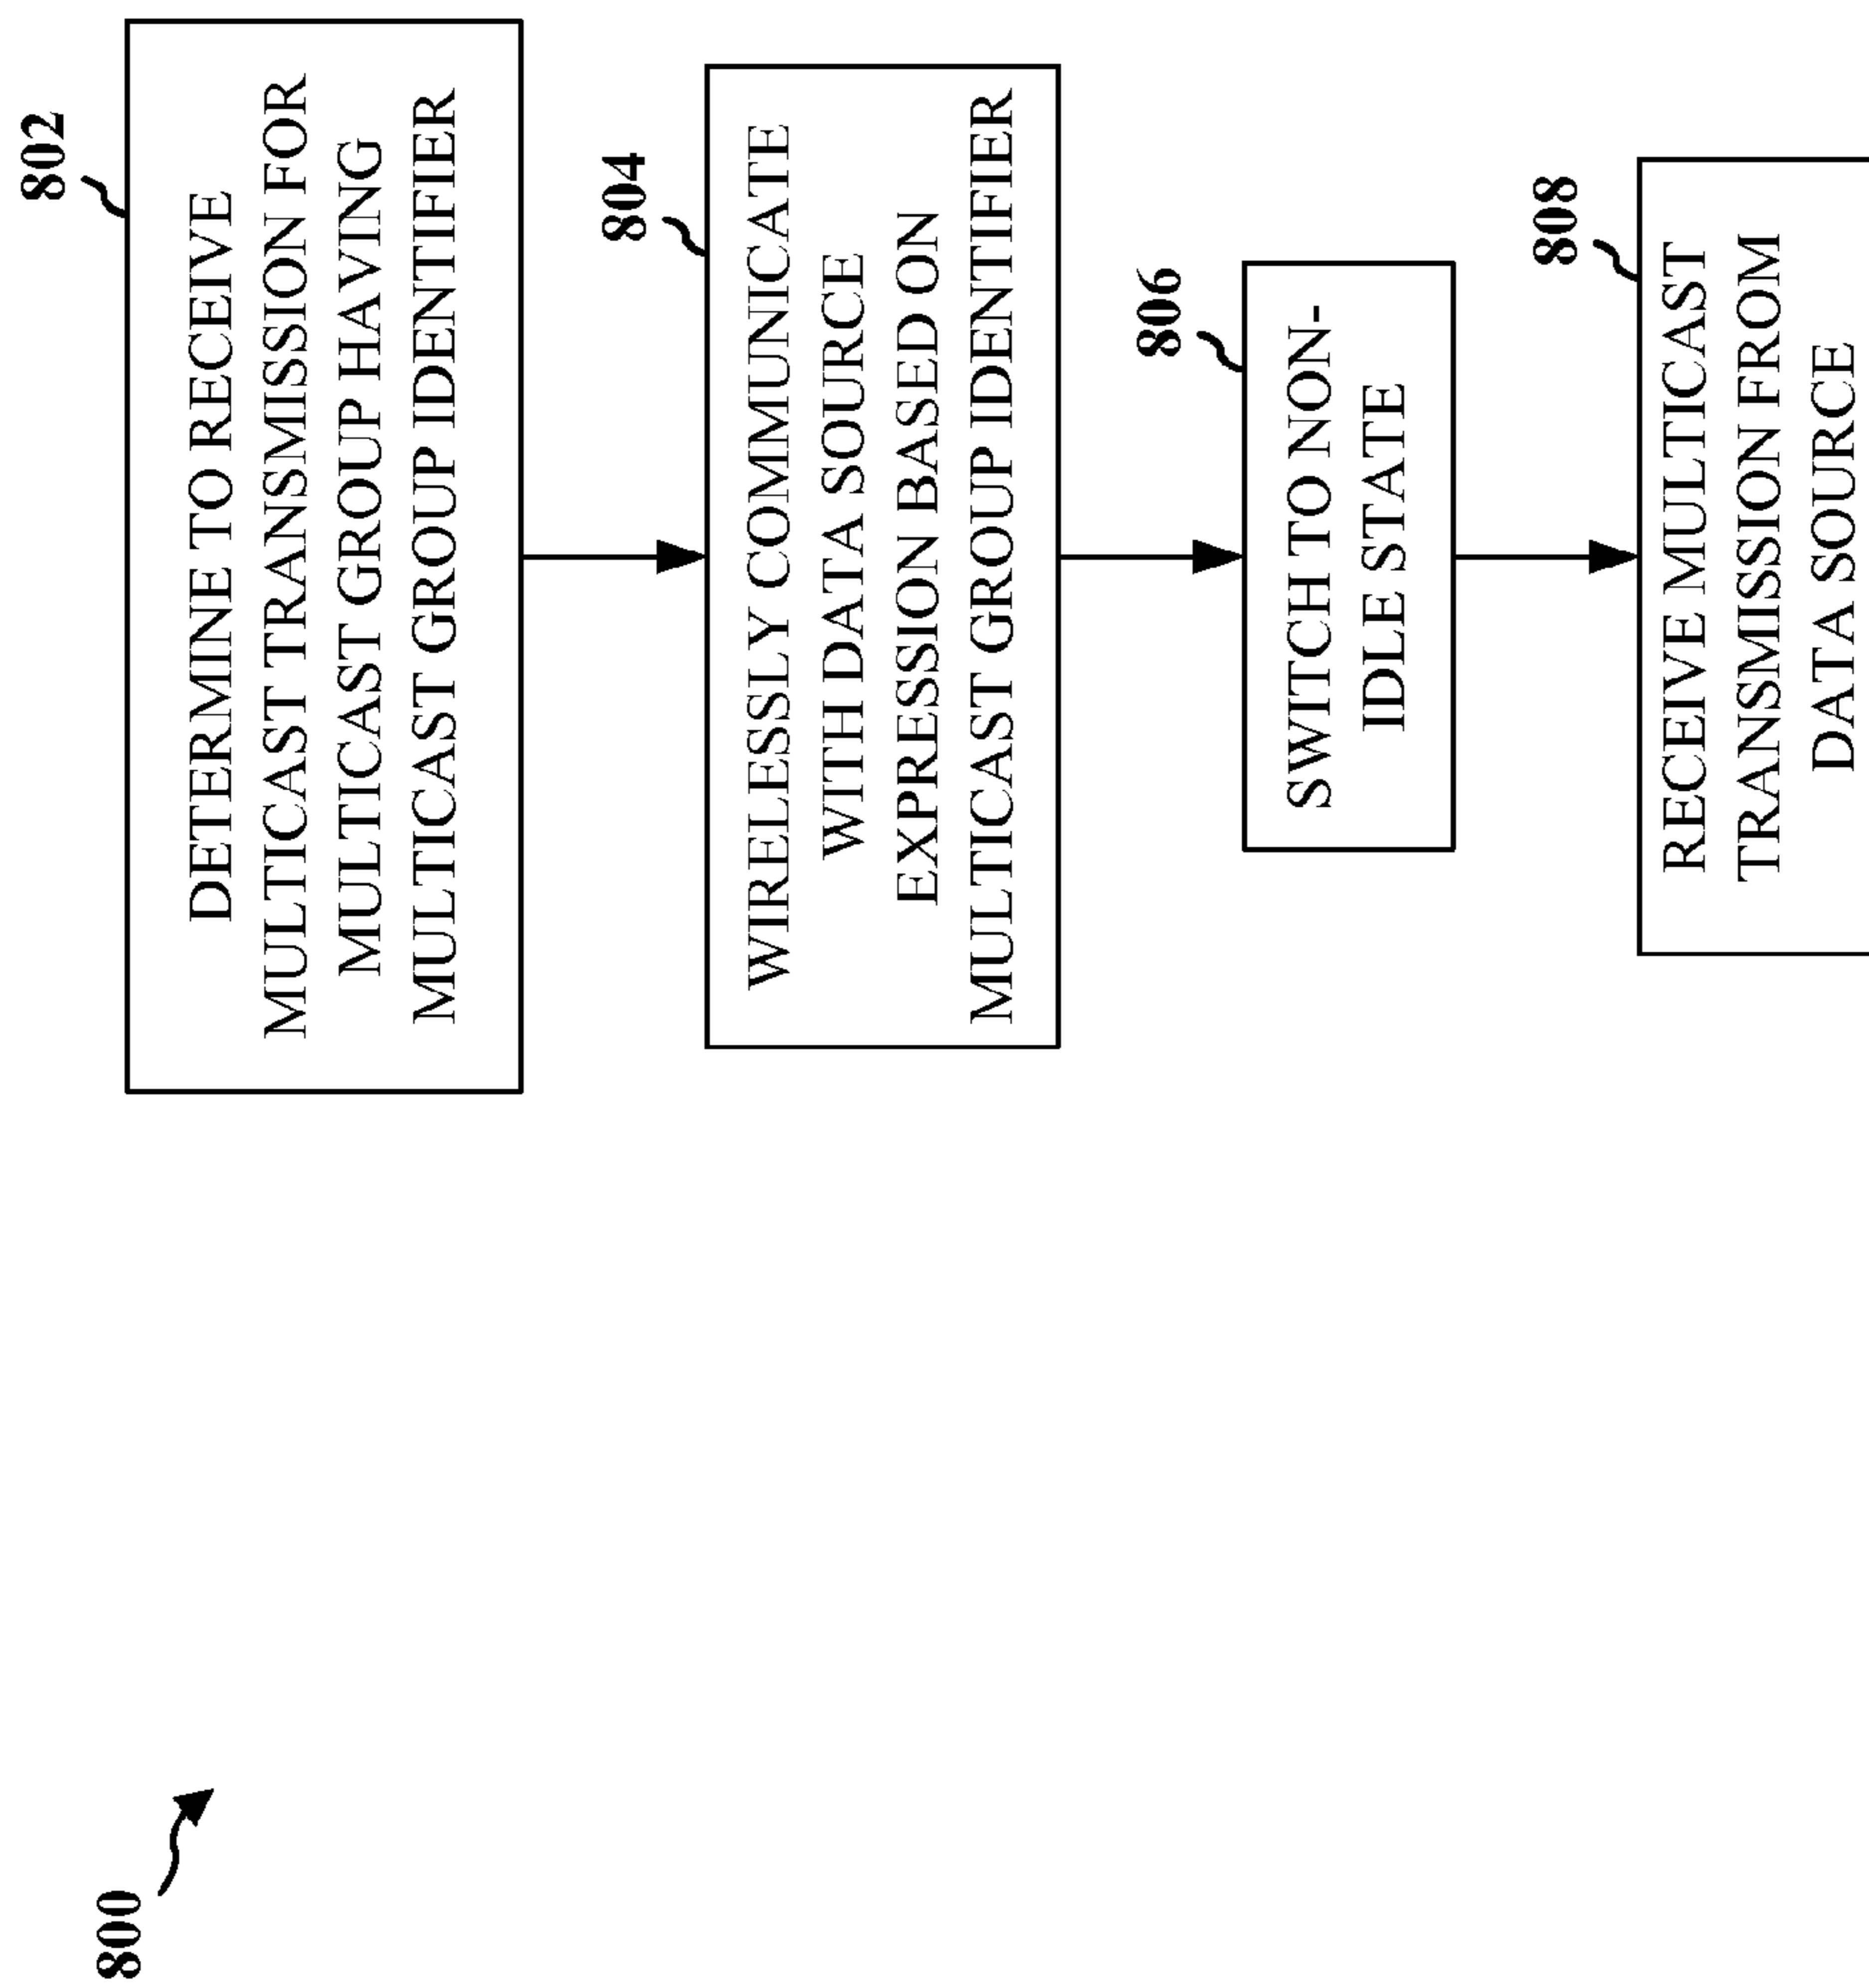 800
802
DETERMINE TO RECEIVE
MULTICAST TRANSMISSION FOR
MULTICAST GROUP HAVING
MULTICAST GROUP IDENTIFIER
804
WIRELESSLY COMMUNICATE
WITH DATA SOURCE
EXPRESSION BASED ON
MULTICAST GROUP IDENTIFIER
806
SWITCH TO NON-
IDLE STATE
808
RECEIVE MULTICAST
TRANSMISSION FROM
DATA SOURCE